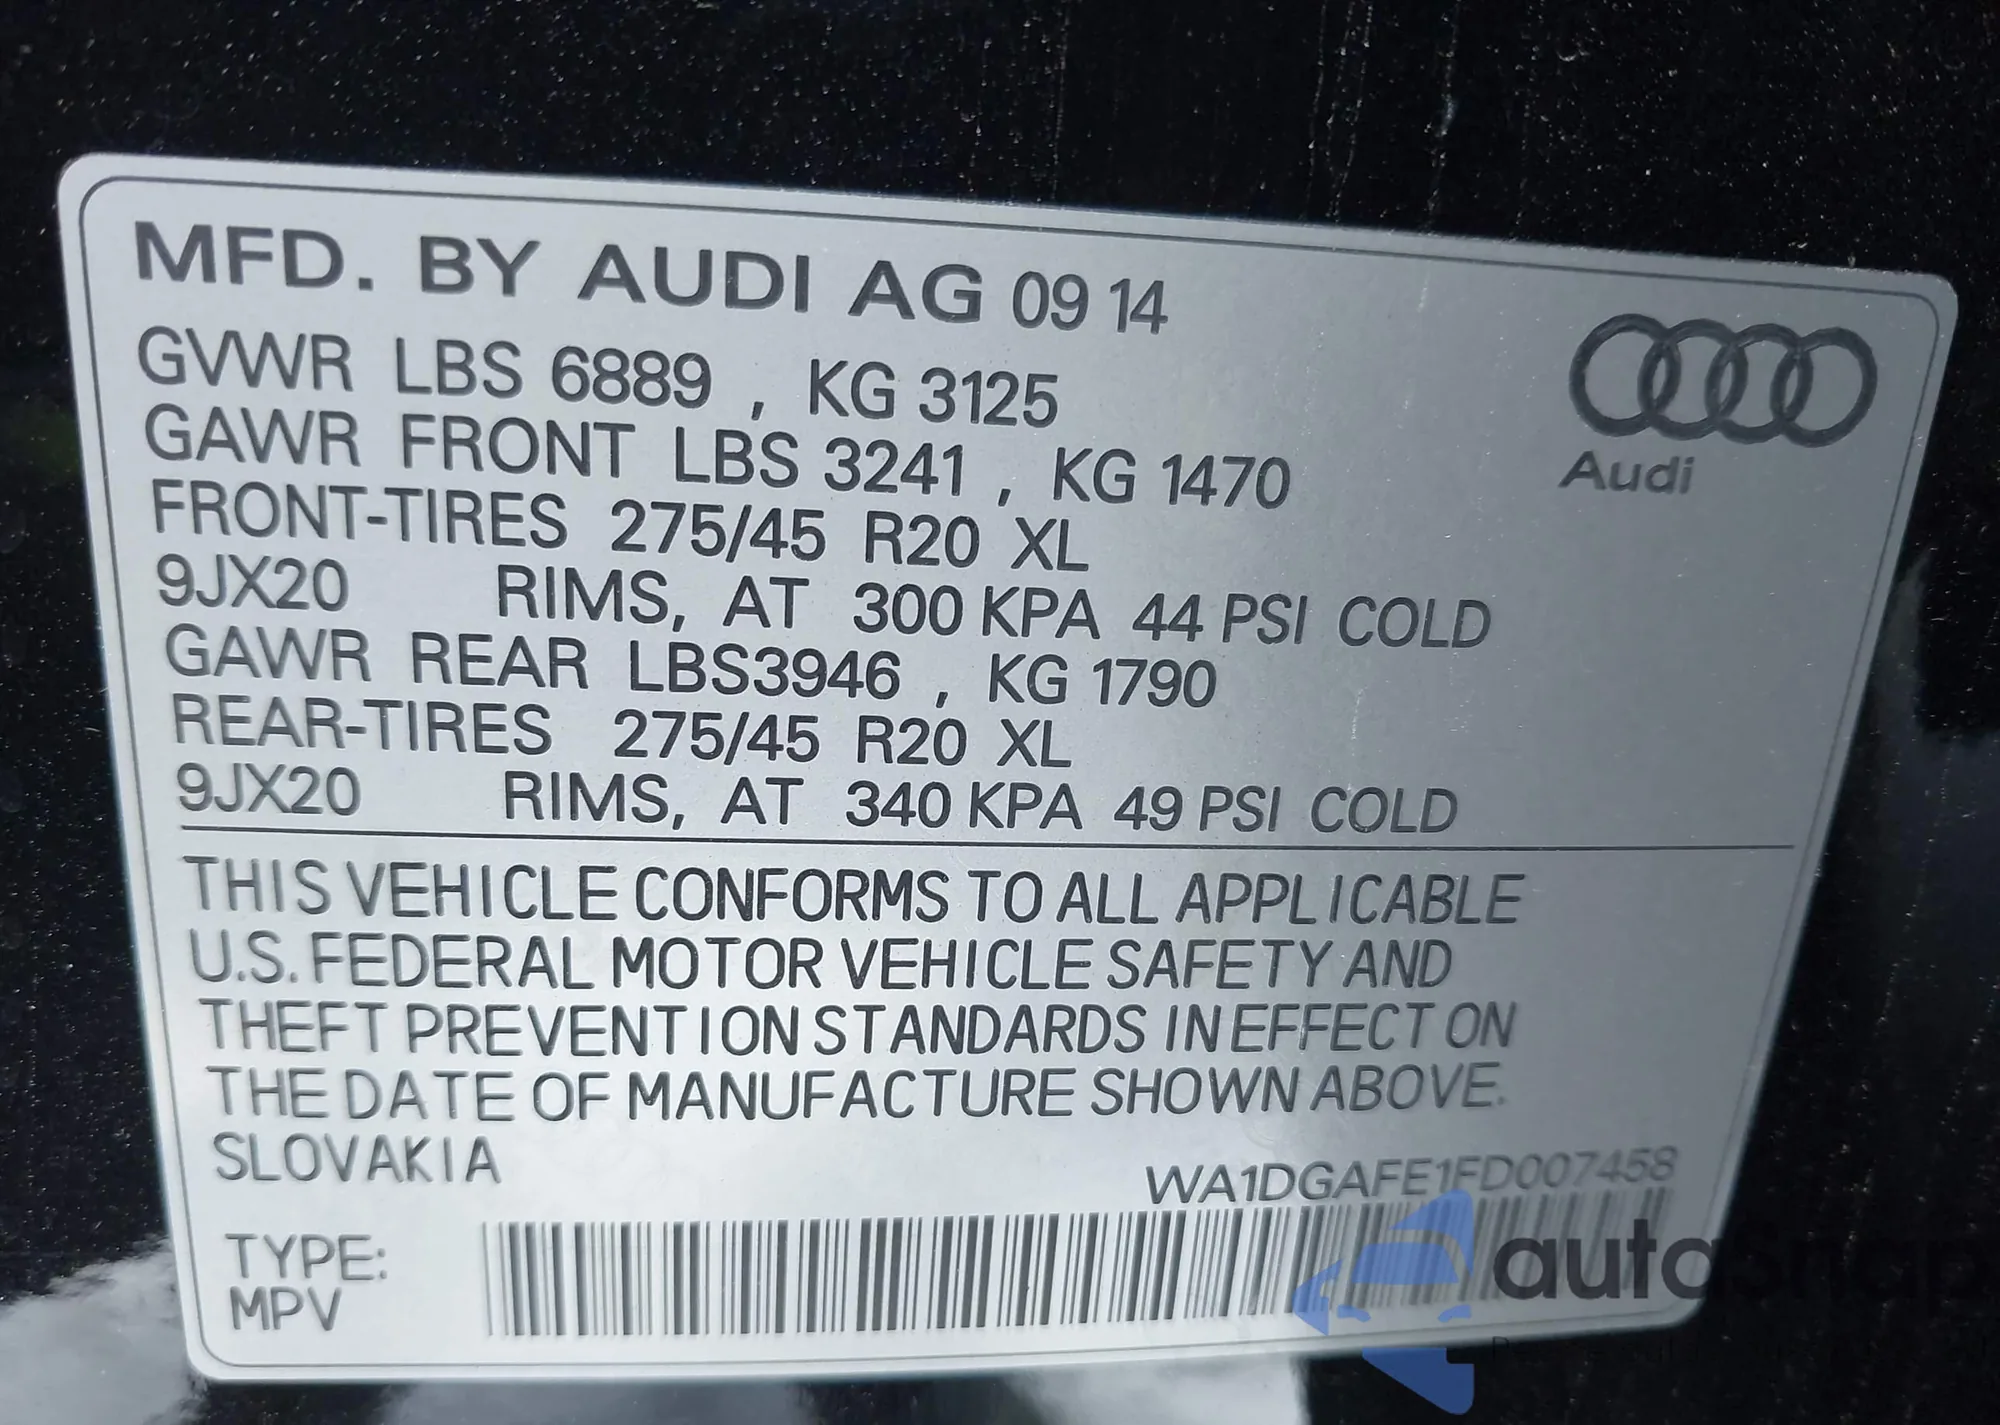 MFD. BY AUDI AG 09 14
GVWR LBS 6889 , KG 3125
GAWR FRONT LBS 3241 , KG 1470
FRONT-TIRES 275/45 R20 XL
9JX20 RIMS, AT 300 KPA 44 PSI COLD
GAWR REAR LBS3946 , KG 1790
REAR-TIRES 275/45 R20 XL
9JX20 RIMS, AT 340 KPA 49 PSI COLD
Audi
THIS VEHICLE CONFORMS TO ALL APPLICABLE
U.S. FEDERAL MOTOR VEHICLE SAFETY AND
THEFT PREVENTION STANDARDS IN EFFECT ON
THE DATE OF MANUFACTURE SHOWN ABOVE.
SLOVAKIA
WA1DGAFE1FD007458
TYPE:
MPV
autosnap